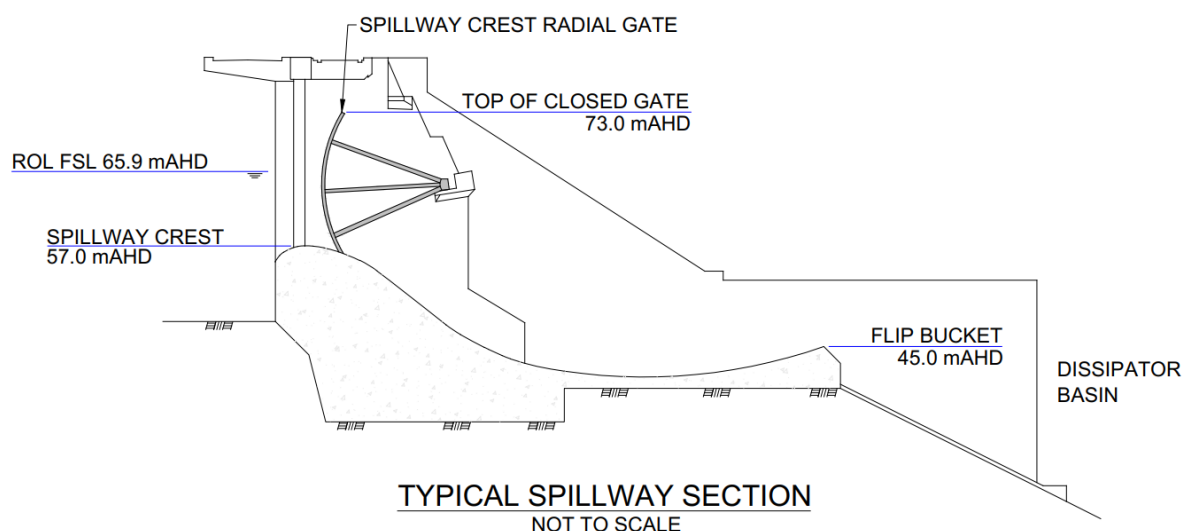 SPILLWAY CREST RADIAL GATE
TOP OF CLOSED GATE
73.0 mAHD
ROL FSL 65.9 mAHD
SPILLWAY CREST
57.0 mAHD
FLIP BUCKET
45.0 mAHD
DISSIPATOR
BASIN
TYPICAL SPILLWAY SECTION
NOT TO SCALE